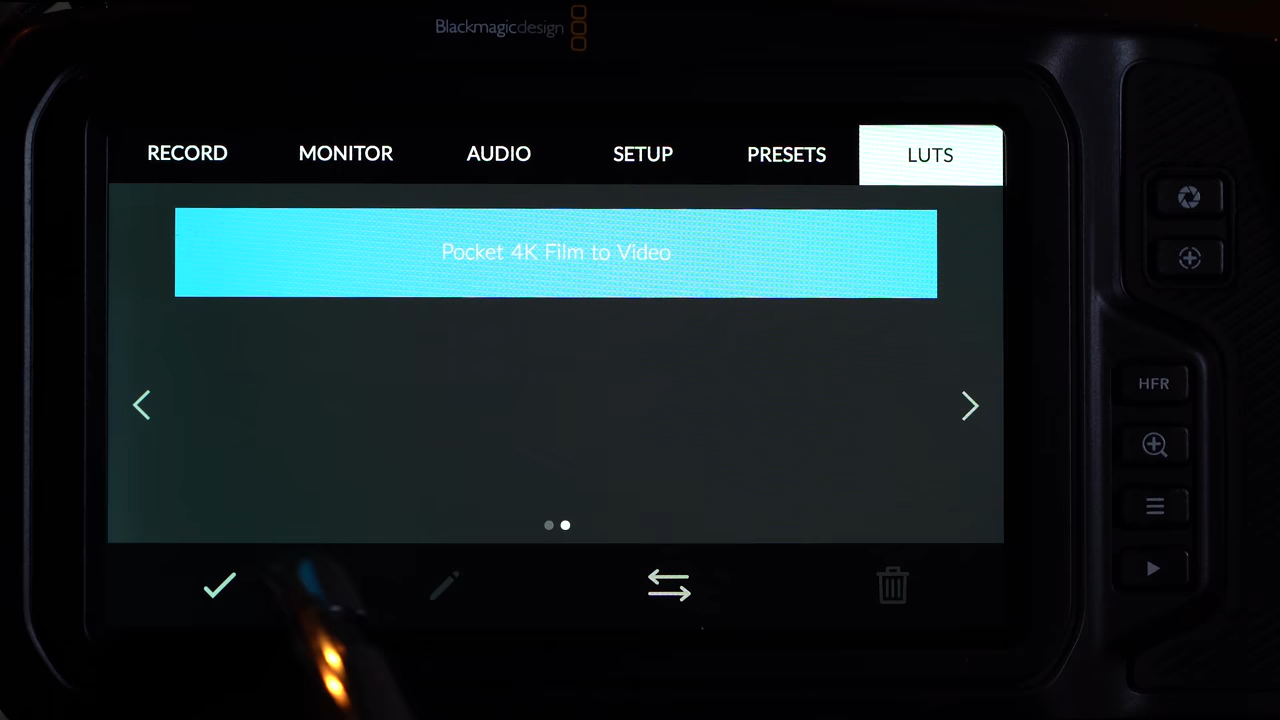 Blackmagicdesign
RECORD MONITOR AUDIO SETUP PRESETS LUTS
Pocket 4K Film to Video
HFR